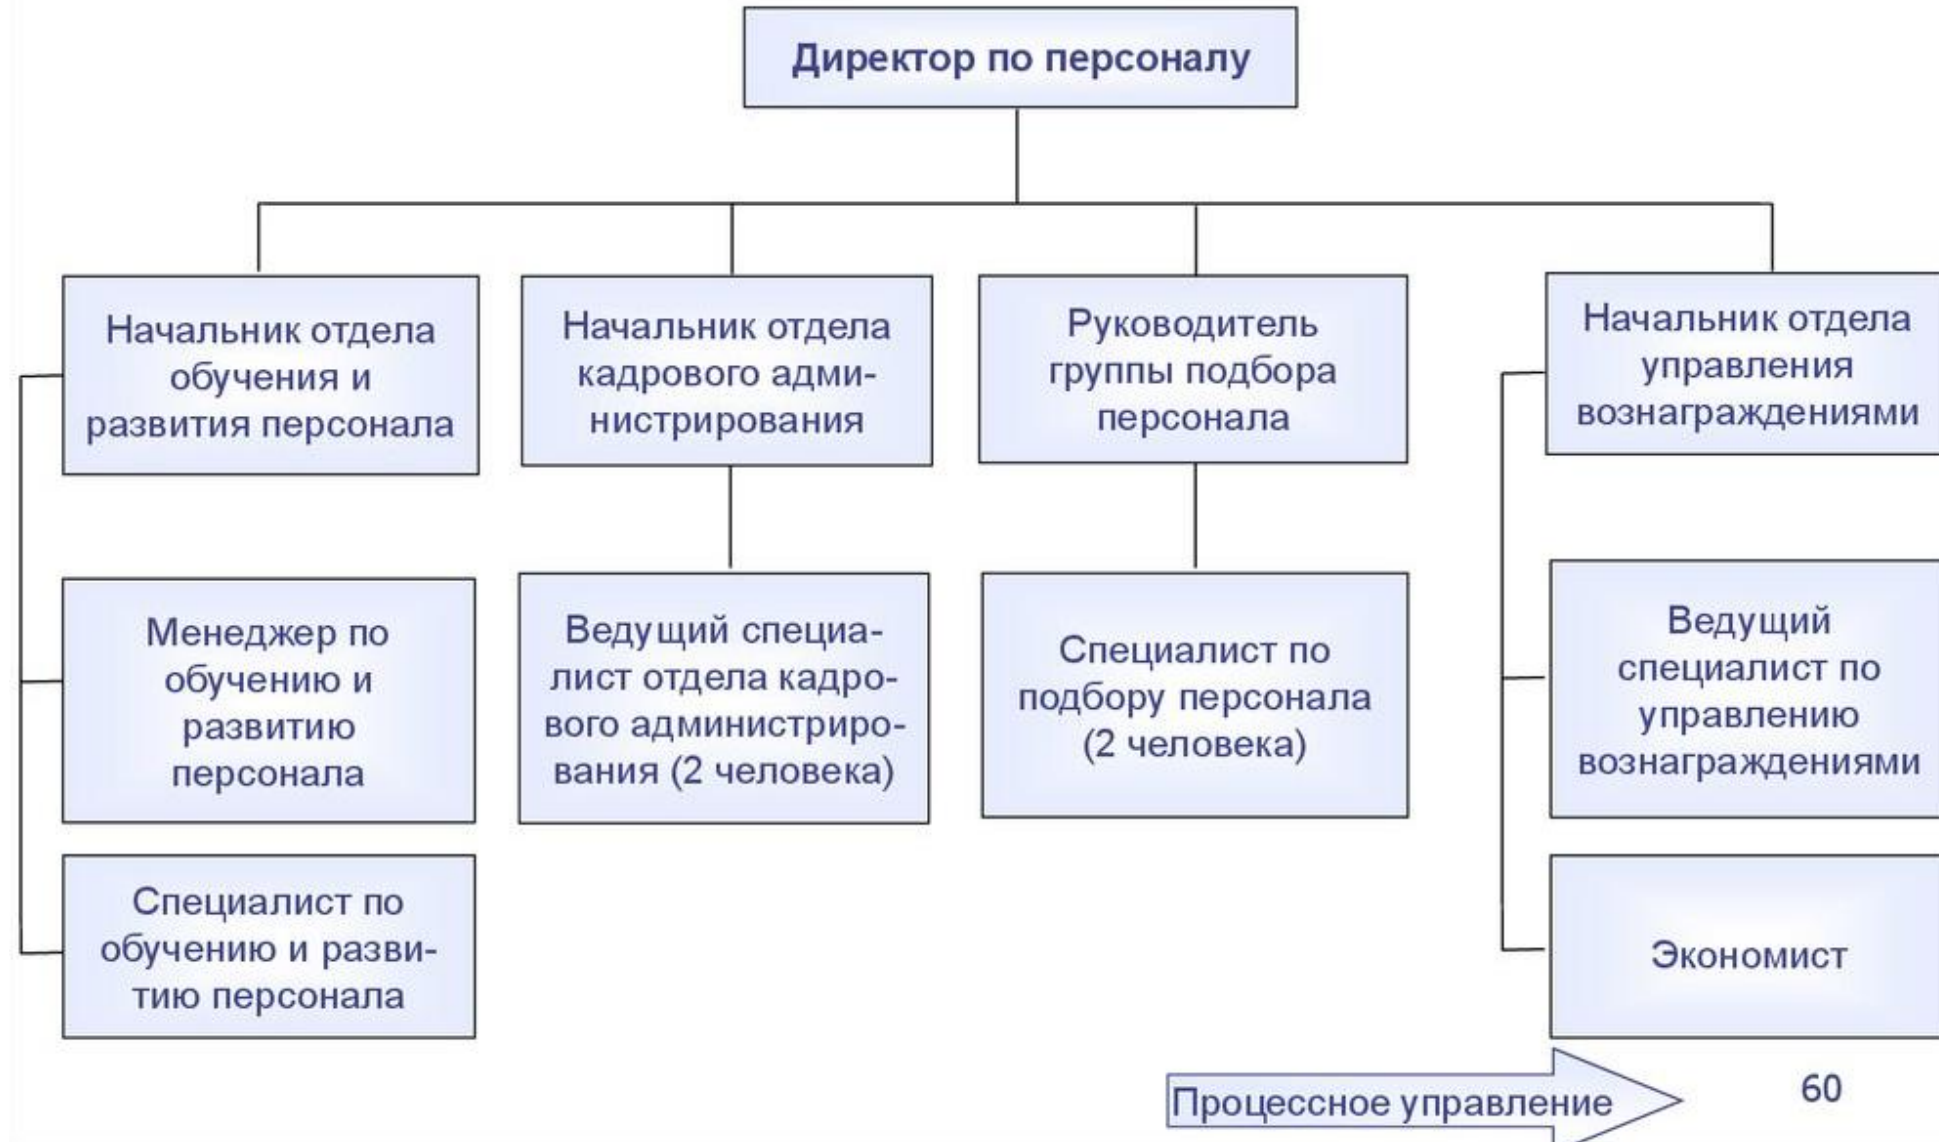 Директор по персоналу
Начальник отдела
обучения и
развития персонала
Начальник отдела
кадрового адми-
нистрирования
Руководитель
группы подбора
персонала
Начальник отдела
управления
вознаграждениями
Менеджер по
обучению и
развитию
персонала
Ведущий специа-
лист отдела кадро-
вого администриро-
вания (2 человека)
Специалист по
подбору персонала
(2 человека)
Ведущий
специалист по
управлению
вознаграждениями
Специалист по
обучению и разви-
тию персонала
Экономист
Процессное управление
60